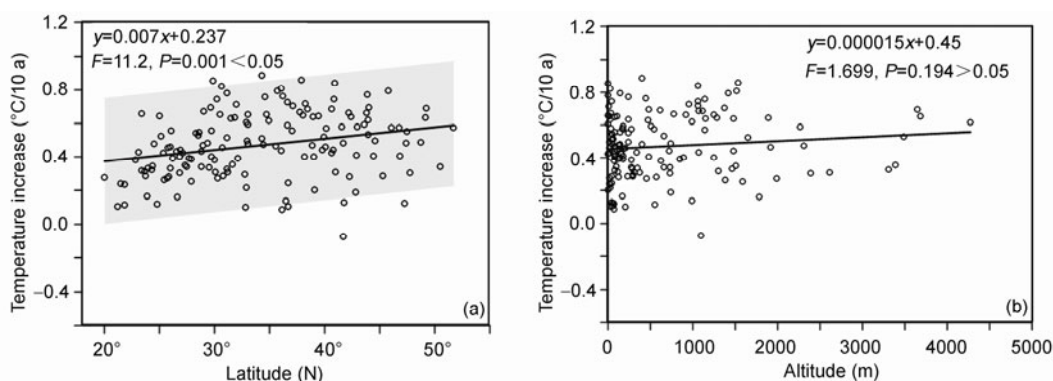 y=0.007x+0.237
F=11.2, P=0.001<0.05
Temperature increase (°C/10 a)
1.2
0.8
0.4
0.0
−0.4
(a)
20° 30° 40° 50°
Latitude (N)
y=0.000015x+0.45
F=1.699, P=0.194>0.05
Temperature increase (°C/10 a)
1.2
0.8
0.4
0.0
−0.4
(b)
0 1000 2000 3000 4000 5000
Altitude (m)